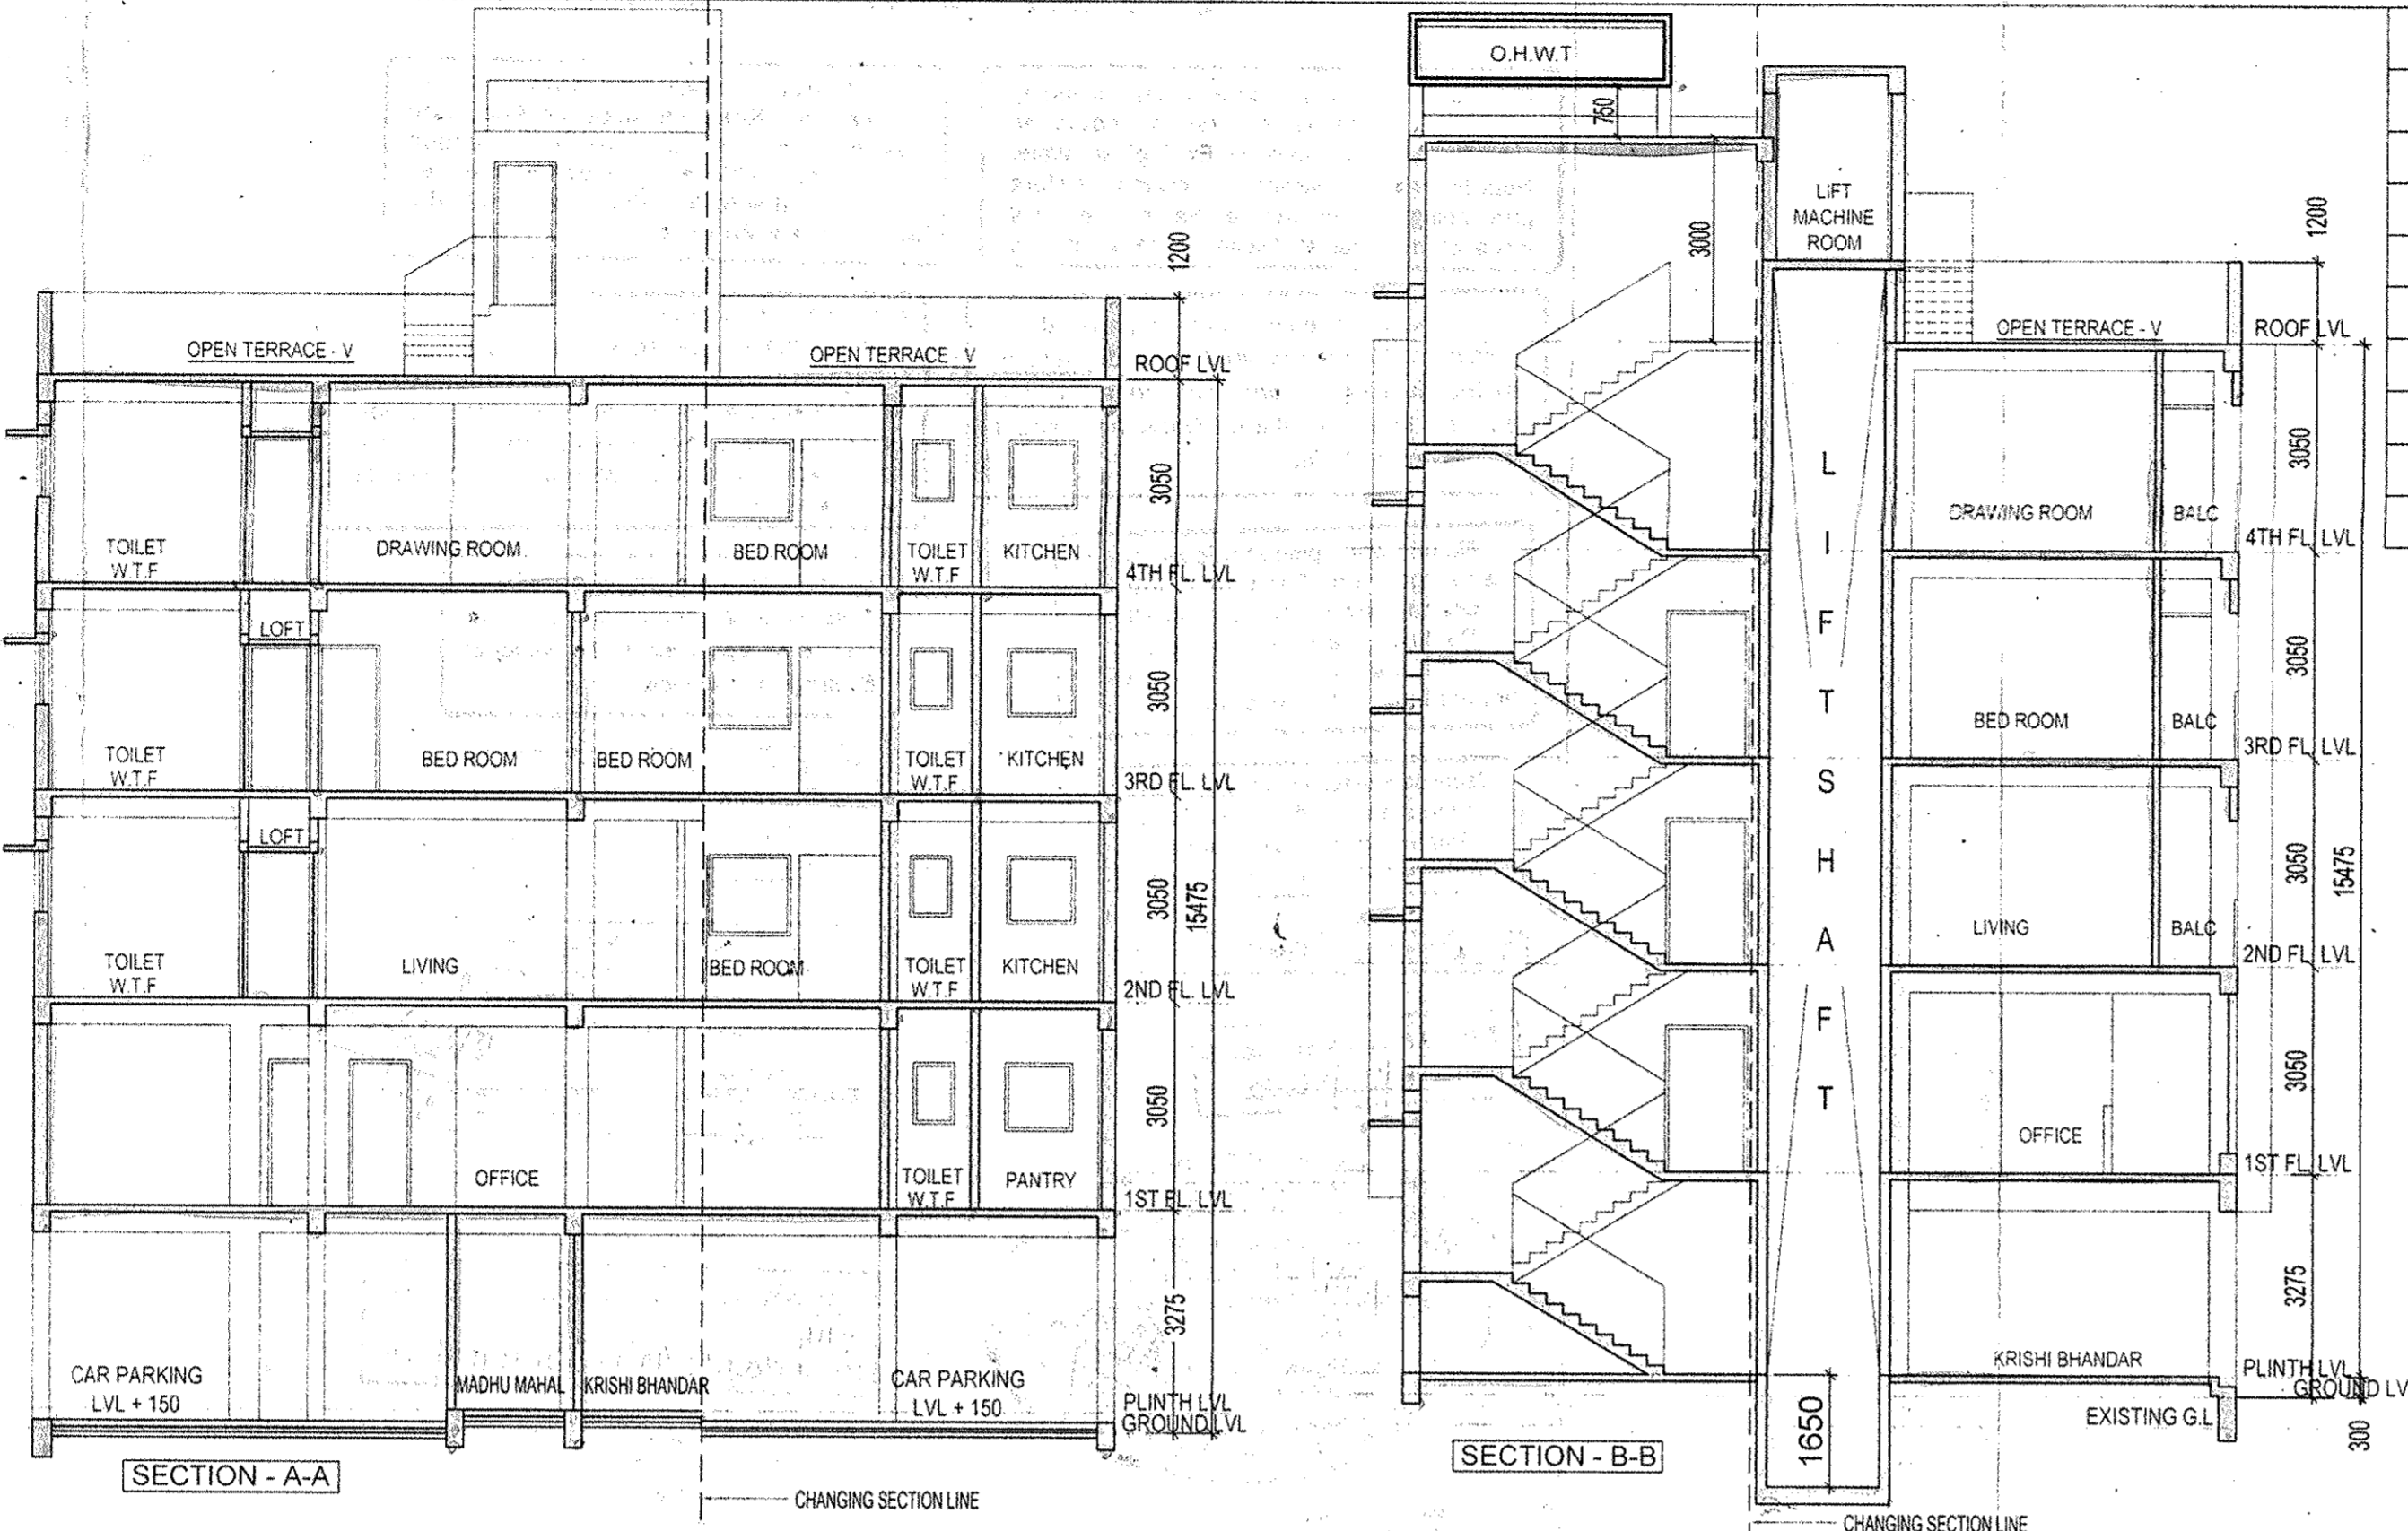 OPEN TERRACE - V
OPEN TERRACE - V
1200
ROOF LVL
TOILET
W.T.F
DRAWING ROOM
BED ROOM
TOILET
W.T.F
KITCHEN
3050
4TH FL. LVL
LOFT
TOILET
W.T.F
BED ROOM
BED ROOM
TOILET
W.T.F
KITCHEN
3050
3RD FL. LVL
LOFT
TOILET
W.T.F
LIVING
BED ROOM
TOILET
W.T.F
KITCHEN
3050
15475
2ND FL. LVL
OFFICE
TOILET
W.T.F
PANTRY
3050
1ST FL. LVL
CAR PARKING
LVL + 150
MADHU MAHAL
KRISHI BHANDAR
CAR PARKING
LVL + 150
3275
PLINTH LVL
GROUND LVL
SECTION - A-A
CHANGING SECTION LINE
O.H.W.T
750
3000
LIFT
MACHINE
ROOM
1200
OPEN TERRACE - V
ROOF LVL
LIFT SHAFT
DRAWING ROOM
BALC
3050
4TH FL. LVL
BED ROOM
BALC
3050
3RD FL. LVL
LIVING
BALC
3050
15475
2ND FL. LVL
OFFICE
3050
1ST FL. LVL
KRISHI BHANDAR
3275
PLINTH LVL
GROUND LV
EXISTING G.L
300
1650
SECTION - B-B
CHANGING SECTION LINE